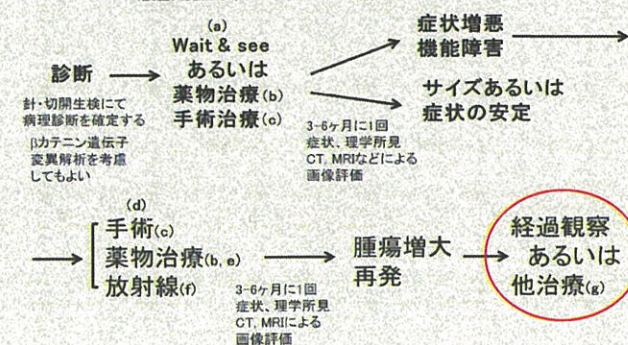 診断
針・切開生検にて
病理診断を確定する
βカテニン遺伝子
変異解析を考慮
してもよい
(a)
Wait & see
あるいは
薬物治療(b)
手術治療(c)
3-6ヶ月に1回
症状、理学所見
CT, MRIなどによる
画像評価
症状増悪
機能障害
サイズあるいは
症状の安定
(d)
手術(c)
薬物治療(b, e)
放射線(f)
3-6ヶ月に1回
症状、理学所見
CT, MRIによる
画像評価
腫瘍増大
再発
経過観察
あるいは
他治療(g)